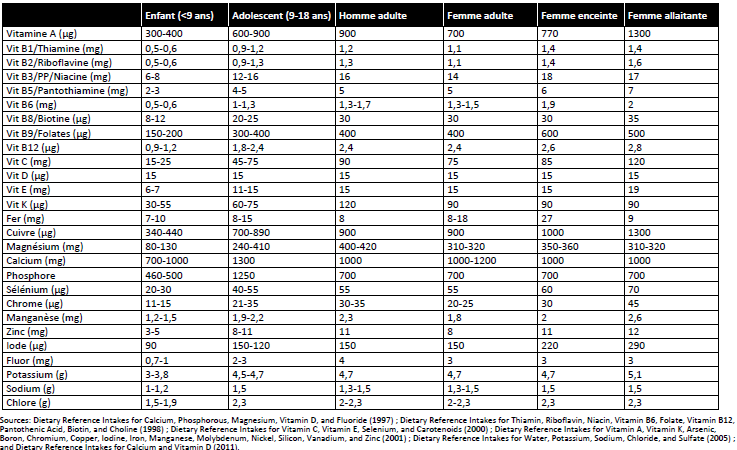 Enfant (<9 ans) Adolescent (9-18 ans) Homme adulte Femme adulte Femme enceinte Femme allaitante
Vitamine A (µg) 300-400 600-900 900 700 770 1300
Vit B1/Thiamine (mg) 0,5-0,6 0,9-1,2 1,2 1,1 1,4 1,4
Vit B2/Riboflavine (mg) 0,5-0,6 0,9-1,3 1,3 1,1 1,4 1,6
Vit B3/PP/Niacine (mg) 6-8 12-16 16 14 18 17
Vit B5/Pantothiamine (mg) 2-3 4-5 5 5 6 7
Vit B6 (mg) 0,5-0,6 1-1,3 1,3-1,7 1,3-1,5 1,9 2
Vit B8/Biotine (µg) 8-12 20-25 30 30 30 35
Vit B9/Folates (µg) 150-200 300-400 400 400 600 500
Vit B12 (µg) 0,9-1,2 1,8-2,4 2,4 2,4 2,6 2,8
Vit C (mg) 15-25 45-75 90 75 85 120
Vit D (µg) 15 15 15 15 15 15
Vit E (mg) 6-7 11-15 15 15 15 19
Vit K (µg) 30-55 60-75 120 90 90 90
Fer (mg) 7-10 8-15 8 8-18 27 9
Cuivre (µg) 340-440 700-890 900 900 1000 1300
Magnésium (mg) 80-130 240-410 400-420 310-320 350-360 310-320
Calcium (mg) 700-1000 1300 1000 1000-1200 1000 1000
Phosphore 460-500 1250 700 700 700 700
Sélénium (µg) 20-30 40-55 55 55 60 70
Chrome (µg) 11-15 21-35 30-35 20-25 30 45
Manganèse (mg) 1,2-1,5 1,9-2,2 2,3 1,8 2 2,6
Zinc (mg) 3-5 8-11 11 8 11 12
Iode (µg) 90 150-120 150 150 220 290
Fluor (mg) 0,7-1 2-3 4 3 3 3
Potassium (g) 3-3,8 4,5-4,7 4,7 4,7 4,7 5,1
Sodium (g) 1-1,2 1,5 1,3-1,5 1,3-1,5 1,5 1,5
Chlore (g) 1,5-1,9 2,3 2-2,3 2-2,3 2,3 2,3
Sources: Dietary Reference Intakes for Calcium, Phosphorous, Magnesium, Vitamin D, and Fluoride (1997) ; Dietary Reference Intakes for Thiamin, Riboflavin, Niacin, Vitamin B6, Folate, Vitamin B12,
Pantothenic Acid, Biotin, and Choline (1998) ; Dietary Reference Intakes for Vitamin C, Vitamin E, Selenium, and Carotenoids (2000) ; Dietary Reference Intakes for Vitamin A, Vitamin K, Arsenic,
Boron, Chromium, Copper, Iodine, Iron, Manganese, Molybdenum, Nickel, Silicon, Vanadium, and Zinc (2001) ; Dietary Reference Intakes for Water, Potassium, Sodium, Chloride, and Sulfate (2005) ;
and Dietary Reference Intakes for Calcium and Vitamin D (2011).